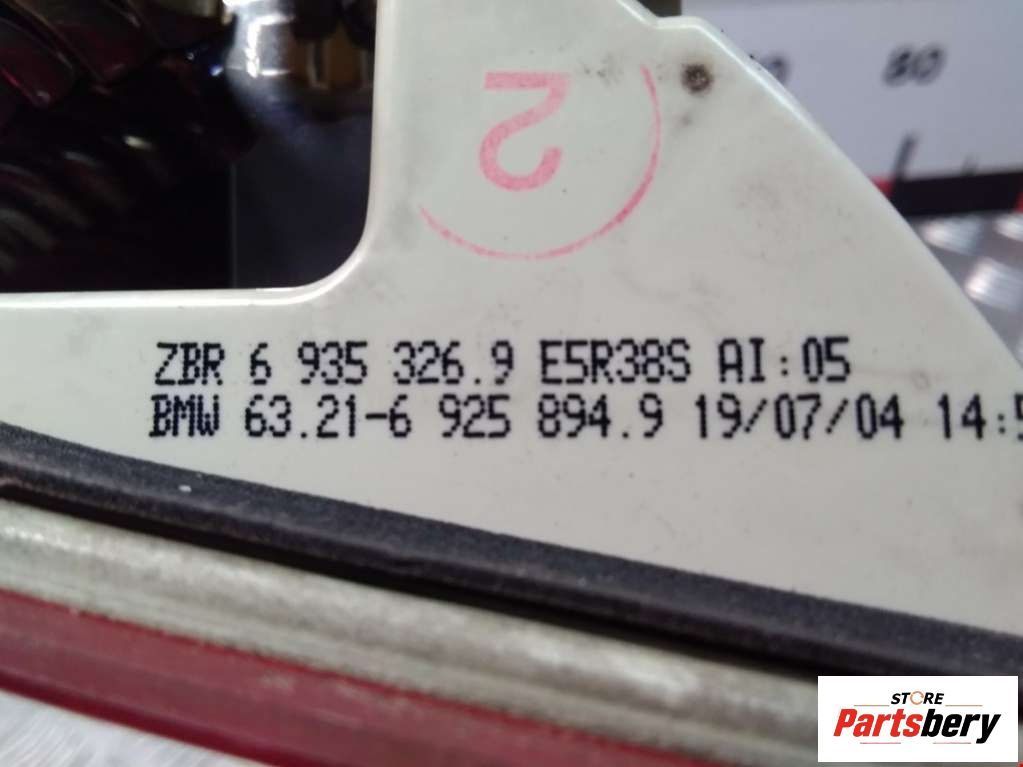 80
2
ZBR 6 935 326.9 E5R38S AI:05
BMW 63.21-6 925 894.9 19/07/04 14:5
STORE
Partsbery